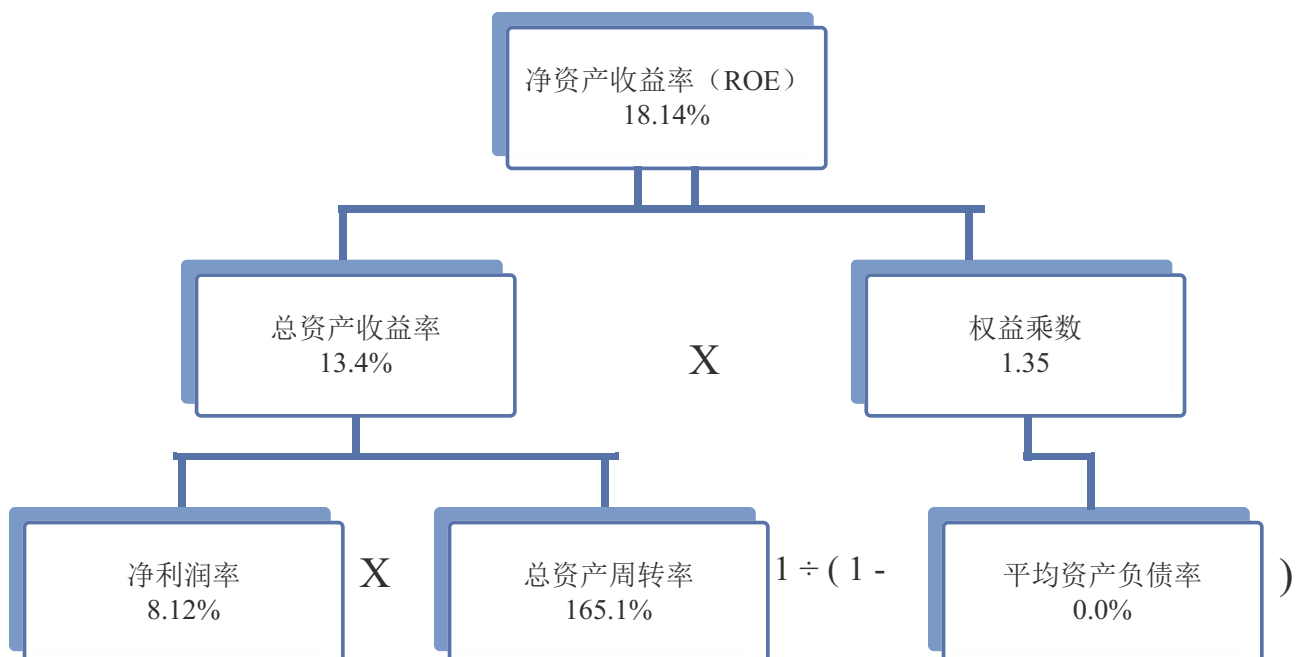 净资产收益率（ROE）
18.14%
总资产收益率
13.4%
X
权益乘数
1.35
净利润率
8.12%
X
总资产周转率
165.1%
1 ÷ ( 1 -
平均资产负债率
0.0%
)